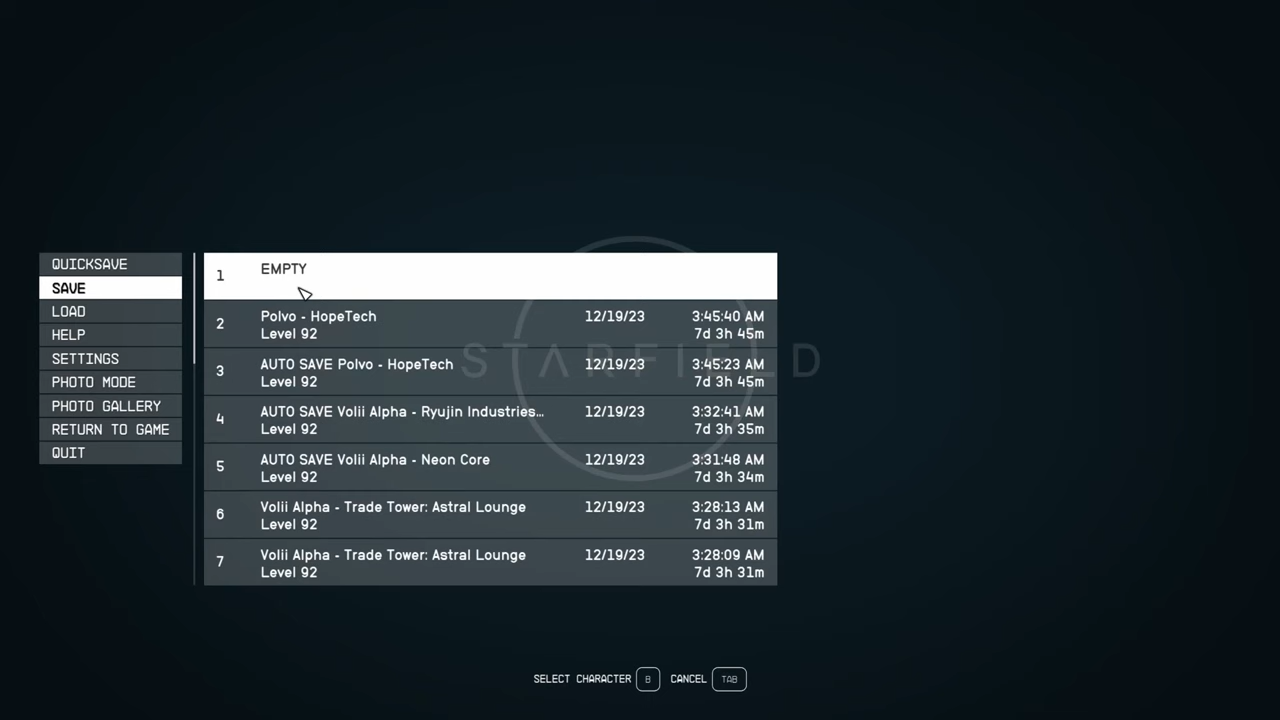 QUICKSAVE
SAVE
LOAD
HELP
SETTINGS
PHOTO MODE
PHOTO GALLERY
RETURN TO GAME
QUIT
1 EMPTY
2 Polvo - HopeTech 12/19/23 3:45:40 AM
Level 92 7d 3h 45m
3 AUTO SAVE Polvo - HopeTech 12/19/23 3:45:23 AM
Level 92 7d 3h 45m
4 AUTO SAVE Volii Alpha - Ryujin Industries... 12/19/23 3:32:41 AM
Level 92 7d 3h 35m
5 AUTO SAVE Volii Alpha - Neon Core 12/19/23 3:31:48 AM
Level 92 7d 3h 34m
6 Volii Alpha - Trade Tower: Astral Lounge 12/19/23 3:28:13 AM
Level 92 7d 3h 31m
7 Volii Alpha - Trade Tower: Astral Lounge 12/19/23 3:28:09 AM
Level 92 7d 3h 31m
STARFIELD
SELECT CHARACTER B CANCEL TAB